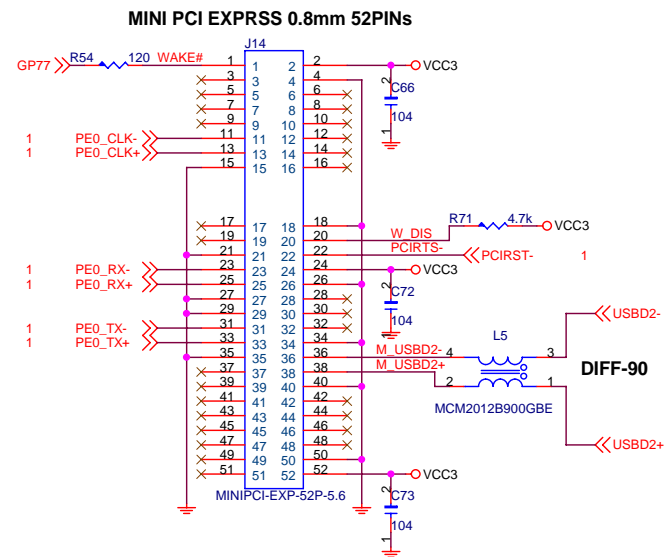 MINI PCI EXPRSS 0.8mm 52PINs
J14
GP77 R54 120 WAKE# 1 1 2 2 VCC3
3 3 4 4
5 5 6 6 2 C66
7 7 8 8
9 9 10 10 104
1 PE0_CLK- 11 11 12 12 1
1 PE0_CLK+ 13 13 14 14
15 15 16 16
17 17 18 18 R71 4.7k VCC3
19 19 20 20 W_DIS
21 21 22 22 PCIRTS- PCIRST- 1
1 PE0_RX- 23 23 24 24 VCC3
1 PE0_RX+ 25 25 26 26 2
27 27 28 28 C72
29 29 30 30
1 PE0_TX- 31 31 32 32 104 USBD2-
1 PE0_TX+ 33 33 34 34 1 L5
35 35 36 36 M_USBD2- 4 3
37 37 38 38 M_USBD2+ 2 1 DIFF-90
39 39 40 40
41 41 42 42 MCM2012B900GBE
43 43 44 44
45 45 46 46 USBD2+
47 47 48 48
49 49 50 50
51 51 52 52 VCC3
MINIPCI-EXP-52P-5.6 2 C73
104
1